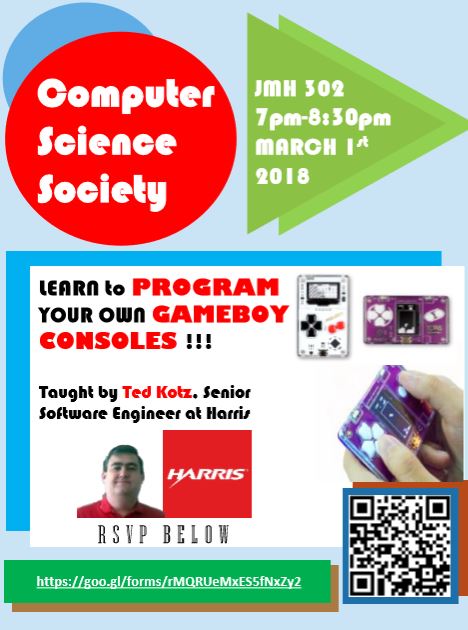 Computer
Science
Society
JMH 302
7pm-8:30pm
MARCH 1st
2018
LEARN to PROGRAM
YOUR OWN GAMEBOY
CONSOLES !!!
Taught by Ted Kotz, Senior
Software Engineer at Harris
HARRIS®
RSVP BELOW
https://goo.gl/forms/rMQRUeMxES5fNxZy2